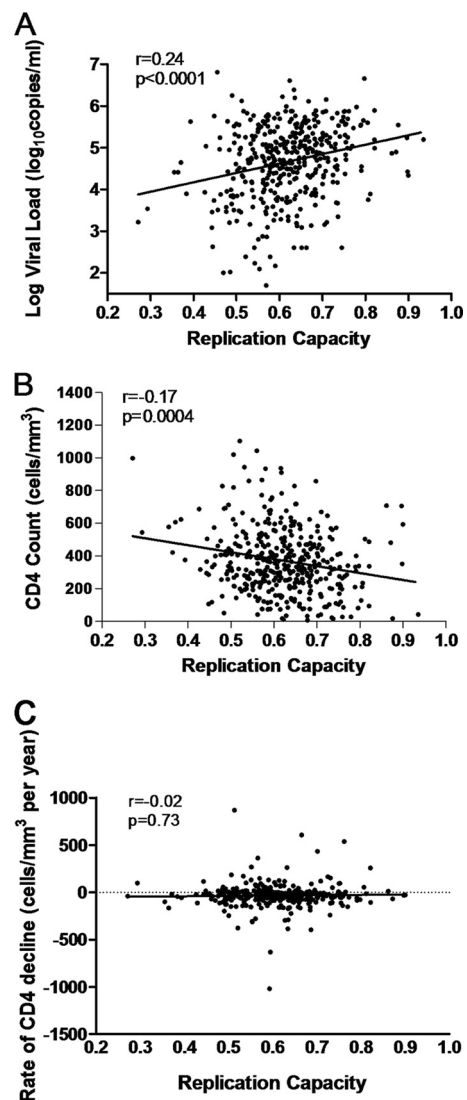 A
r=0.24
p<0.0001
Log Viral Load (log10copies/ml)
7
6
5
4
3
2
0.2 0.3 0.4 0.5 0.6 0.7 0.8 0.9 1.0
Replication Capacity
B
r=-0.17
p=0.0004
CD4 Count (cells/mm3)
1400
1200
1000
800
600
400
200
0
0.2 0.3 0.4 0.5 0.6 0.7 0.8 0.9 1.0
Replication Capacity
C
r=-0.02
p=0.73
Rate of CD4 decline (cells/mm3 per year)
1000
500
0
-500
-1000
-1500
0.2 0.3 0.4 0.5 0.6 0.7 0.8 0.9 1.0
Replication Capacity